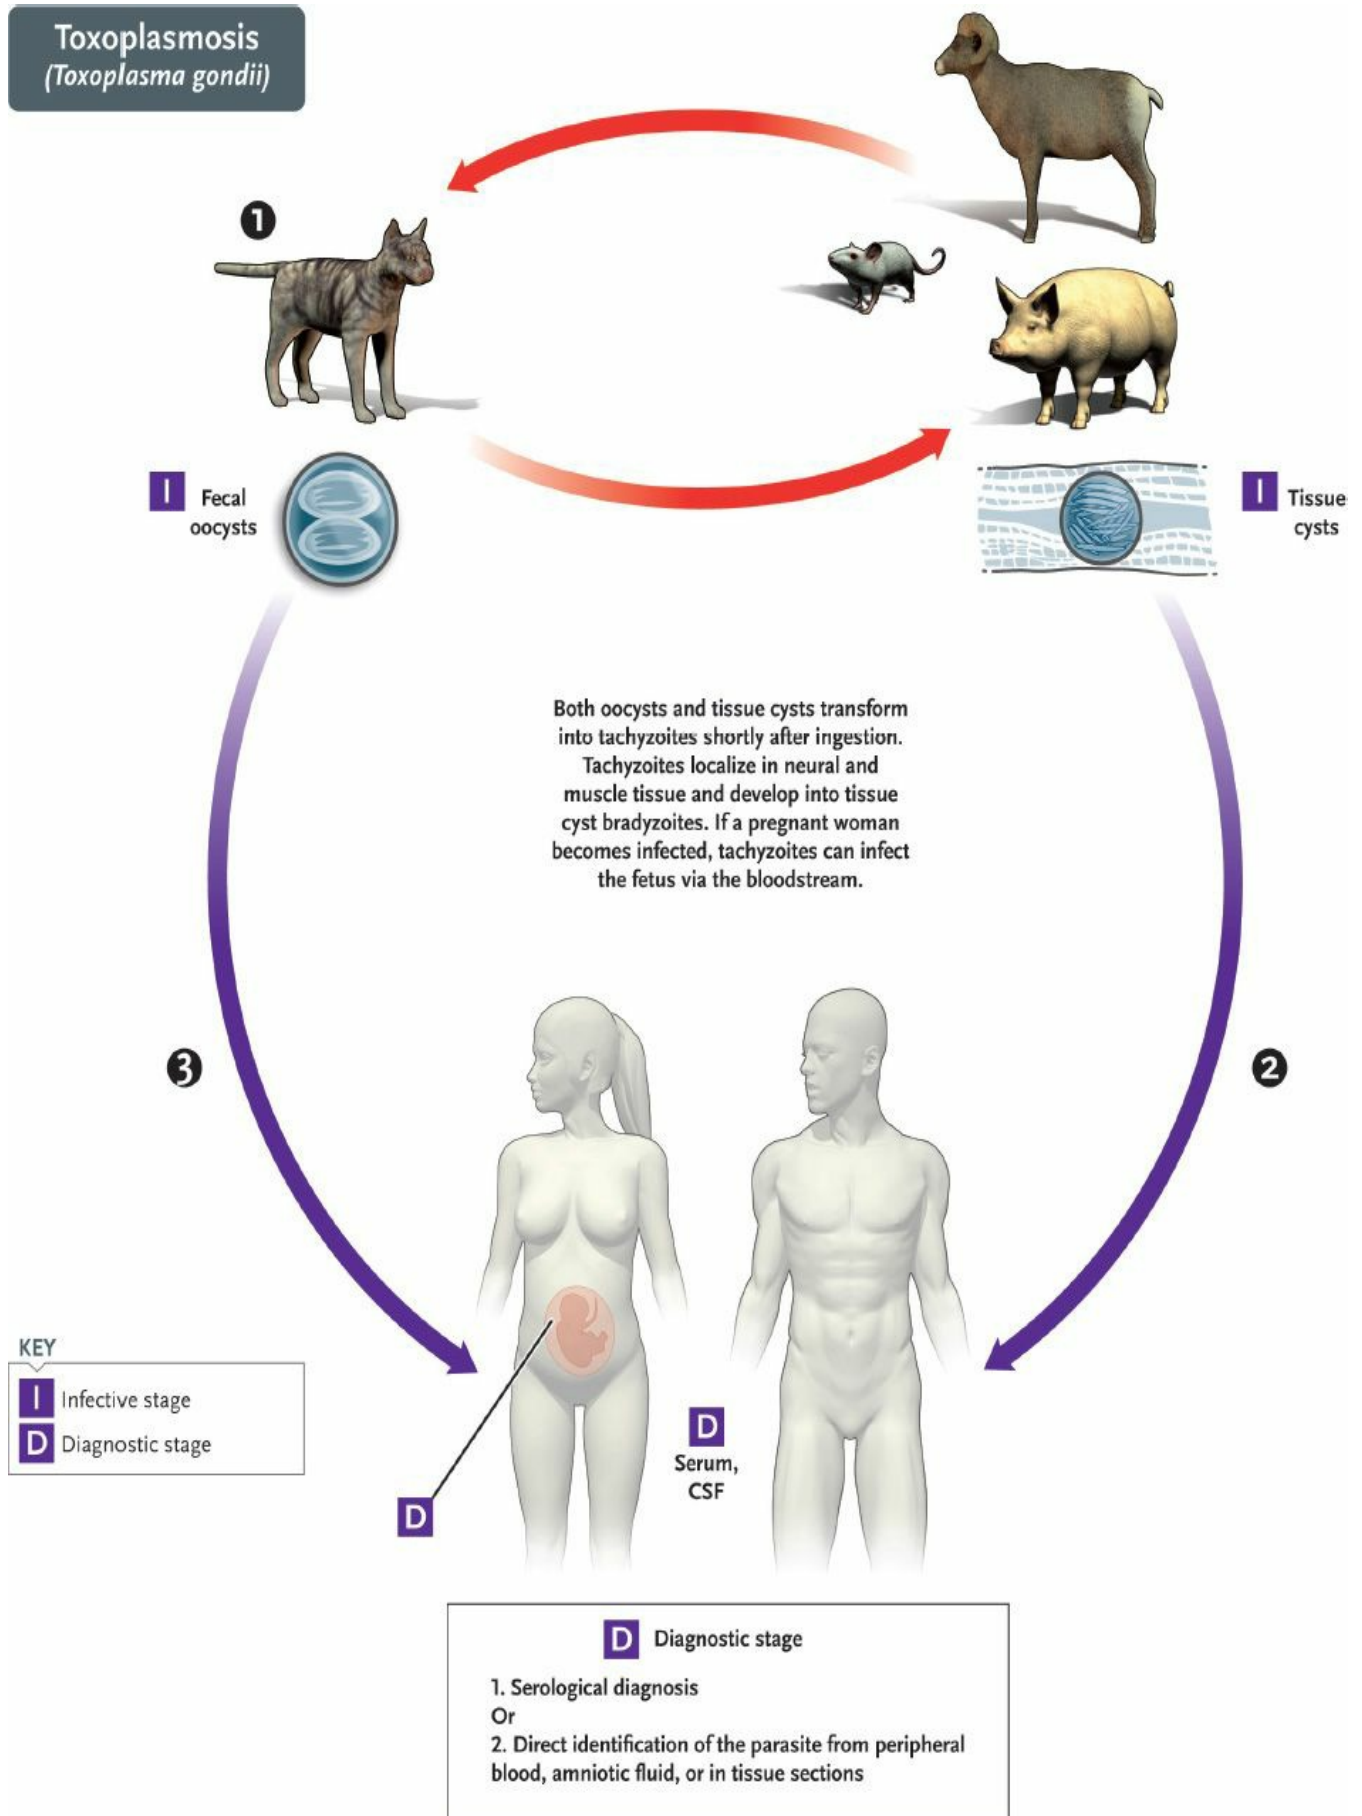 Toxoplasmosis
(Toxoplasma gondii)
1
I
Fecal
oocysts
I
Tissue
cysts
Both oocysts and tissue cysts transform
into tachyzoites shortly after ingestion.
Tachyzoites localize in neural and
muscle tissue and develop into tissue
cyst bradyzoites. If a pregnant woman
becomes infected, tachyzoites can infect
the fetus via the bloodstream.
3
2
KEY
I Infective stage
D Diagnostic stage
D
Serum,
CSF
D
D Diagnostic stage
1. Serological diagnosis
Or
2. Direct identification of the parasite from peripheral
blood, amniotic fluid, or in tissue sections